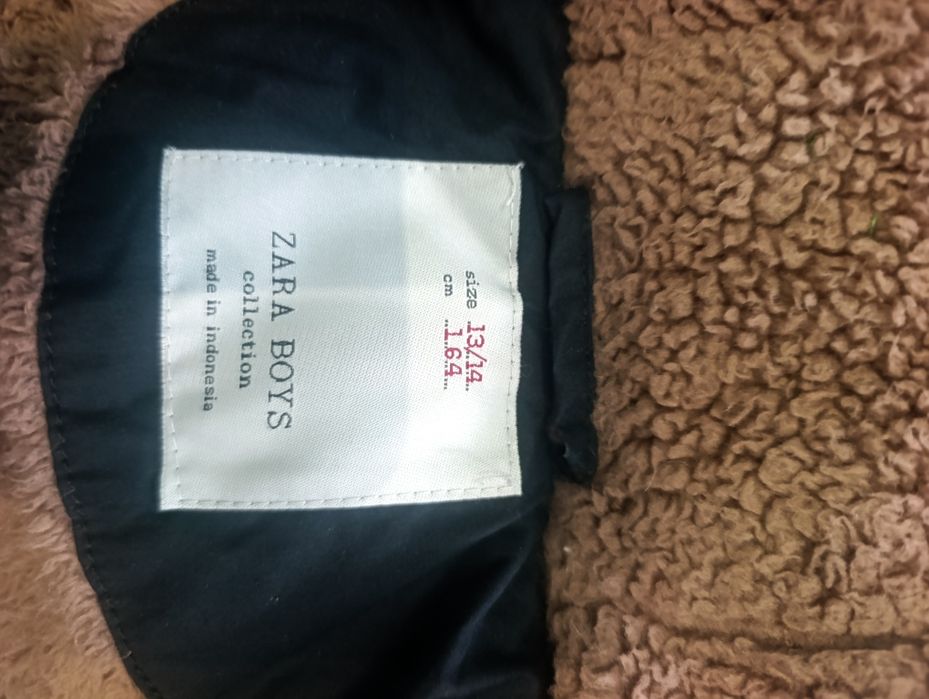 size 13/14
cm 164
ZARA BOYS
collection
made in indonesia